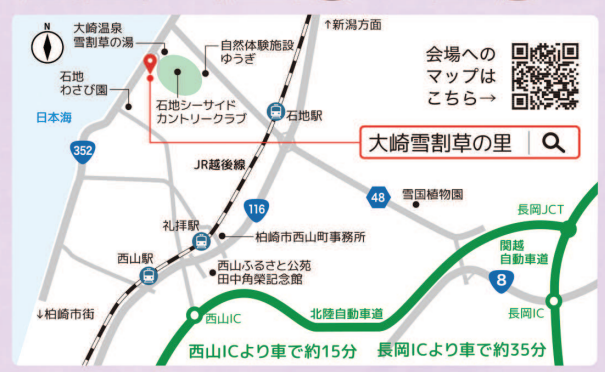 N
大崎温泉
雪割草の湯
自然体験施設
ゆうぎ
↑新潟方面
会場への
マップは
こちら→
石地
わさび園
石地シーサイド
カントリークラブ
石地駅
日本海
大崎雪割草の里
352
JR越後線
雪国植物園
48
長岡JCT
116
礼拝駅
柏崎市西山町事務所
関越
自動車道
西山駅
西山ふるさと公苑
田中角榮記念館
8
↓柏崎市街
西山IC
北陸自動車道
長岡IC
西山ICより車で約15分
長岡ICより車で約35分